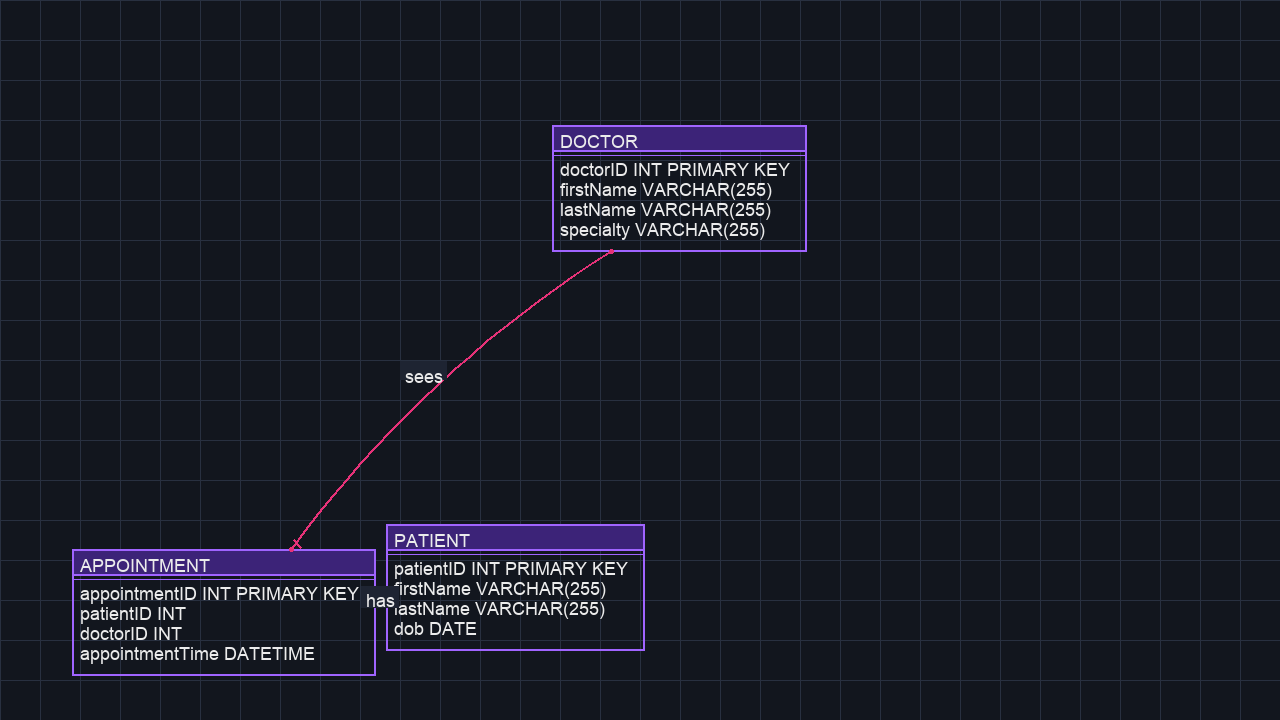 DOCTOR
doctorID INT PRIMARY KEY
firstName VARCHAR(255)
lastName VARCHAR(255)
specialty VARCHAR(255)
sees
PATIENT
patientID INT PRIMARY KEY
firstName VARCHAR(255)
lastName VARCHAR(255)
dob DATE
has
APPOINTMENT
appointmentID INT PRIMARY KEY
patientID INT
doctorID INT
appointmentTime DATETIME